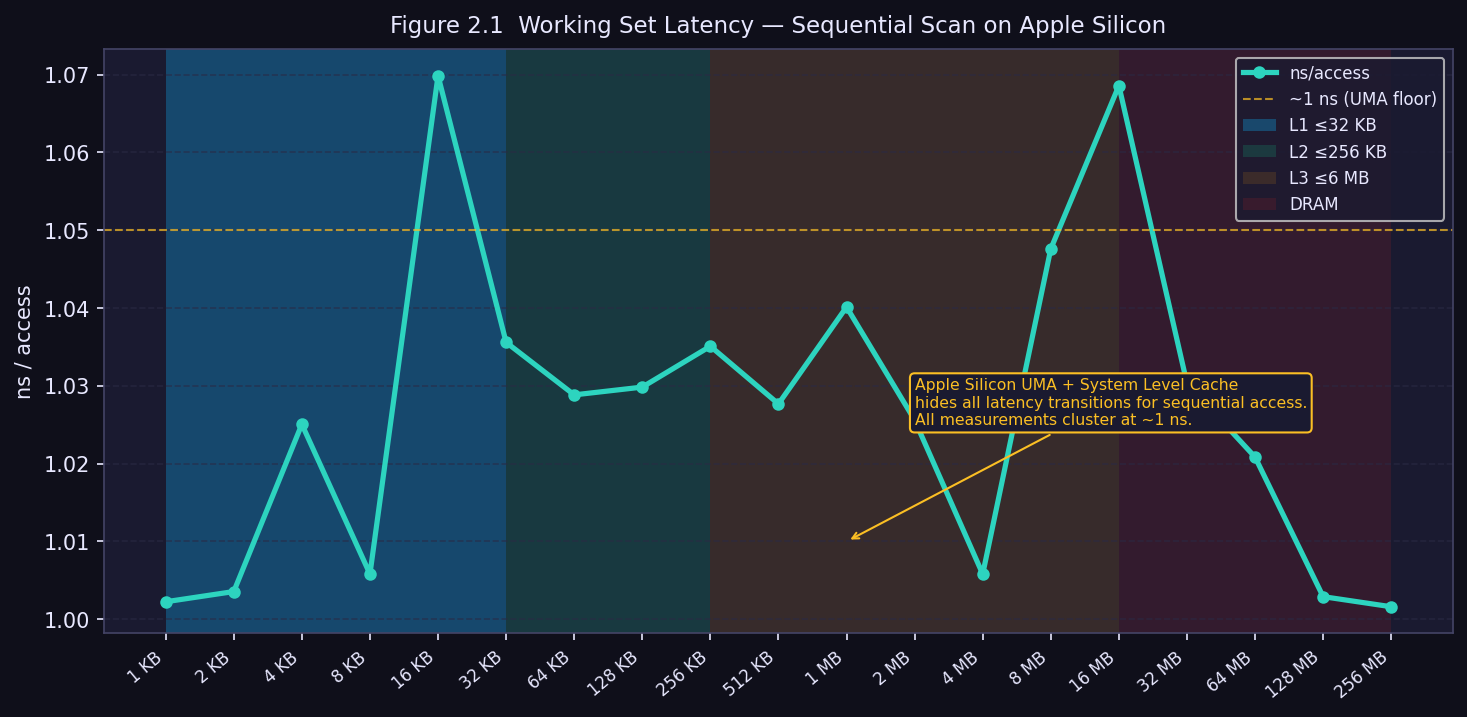 Figure 2.1  Working Set Latency — Sequential Scan on Apple Silicon
ns / access
1.07
1.06
1.05
1.04
1.03
1.02
1.01
1.00
ns/access
~1 ns (UMA floor)
L1 ≤32 KB
L2 ≤256 KB
L3 ≤6 MB
DRAM
Apple Silicon UMA + System Level Cache
hides all latency transitions for sequential access.
All measurements cluster at ~1 ns.
1 KB
2 KB
4 KB
8 KB
16 KB
32 KB
64 KB
128 KB
256 KB
512 KB
1 MB
2 MB
4 MB
8 MB
16 MB
32 MB
64 MB
128 MB
256 MB